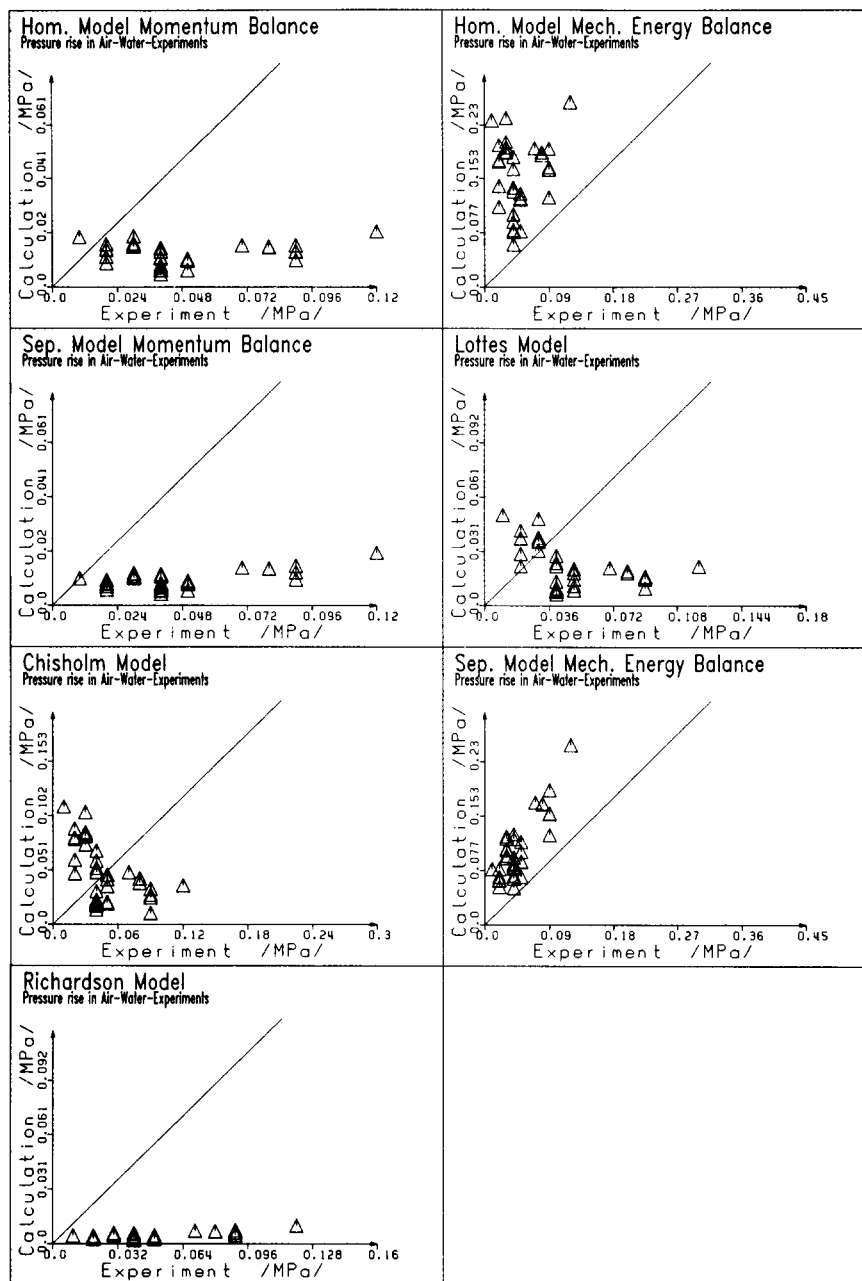 Hom. Model Momentum Balance
Pressure rise in Air-Water-Experiments
Calculation /MPa/
0.0 0.02 0.041 0.061
0.0 0.024 0.048 0.072 0.096 0.12
Experiment /MPa/
Hom. Model Mech. Energy Balance
Pressure rise in Air-Water-Experiments
Calculation /MPa/
0.0 0.077 0.153 0.23
0.0 0.09 0.18 0.27 0.36 0.45
Experiment /MPa/
Sep. Model Momentum Balance
Pressure rise in Air-Water-Experiments
Calculation /MPa/
0.0 0.02 0.041 0.061
0.0 0.024 0.048 0.072 0.096 0.12
Experiment /MPa/
Lottes Model
Pressure rise in Air-Water-Experiments
Calculation /MPa/
0.0 0.031 0.061 0.092
0.0 0.036 0.072 0.108 0.144 0.18
Experiment /MPa/
Chisholm Model
Pressure rise in Air-Water-Experiments
Calculation /MPa/
0.0 0.051 0.102 0.153
0.0 0.06 0.12 0.18 0.24 0.3
Experiment /MPa/
Sep. Model Mech. Energy Balance
Pressure rise in Air-Water-Experiments
Calculation /MPa/
0.0 0.077 0.153 0.23
0.0 0.09 0.18 0.27 0.36 0.45
Experiment /MPa/
Richardson Model
Pressure rise in Air-Water-Experiments
Calculation /MPa/
0.0 0.031 0.061 0.092
0.0 0.032 0.064 0.096 0.128 0.16
Experiment /MPa/